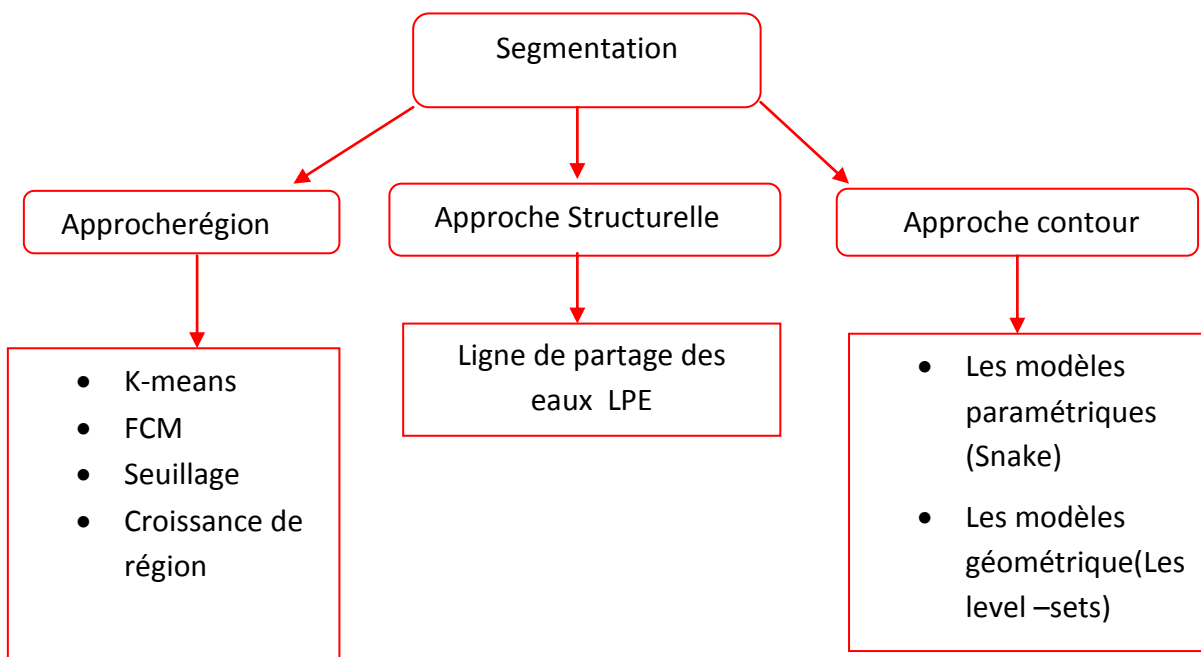 Segmentation
Approcherégion
Approche Structurelle
Approche contour
• K-means
• FCM
• Seuillage
• Croissance de
région
Ligne de partage des
eaux LPE
• Les modèles
paramétriques
(Snake)
• Les modèles
géométrique(Les
level –sets)